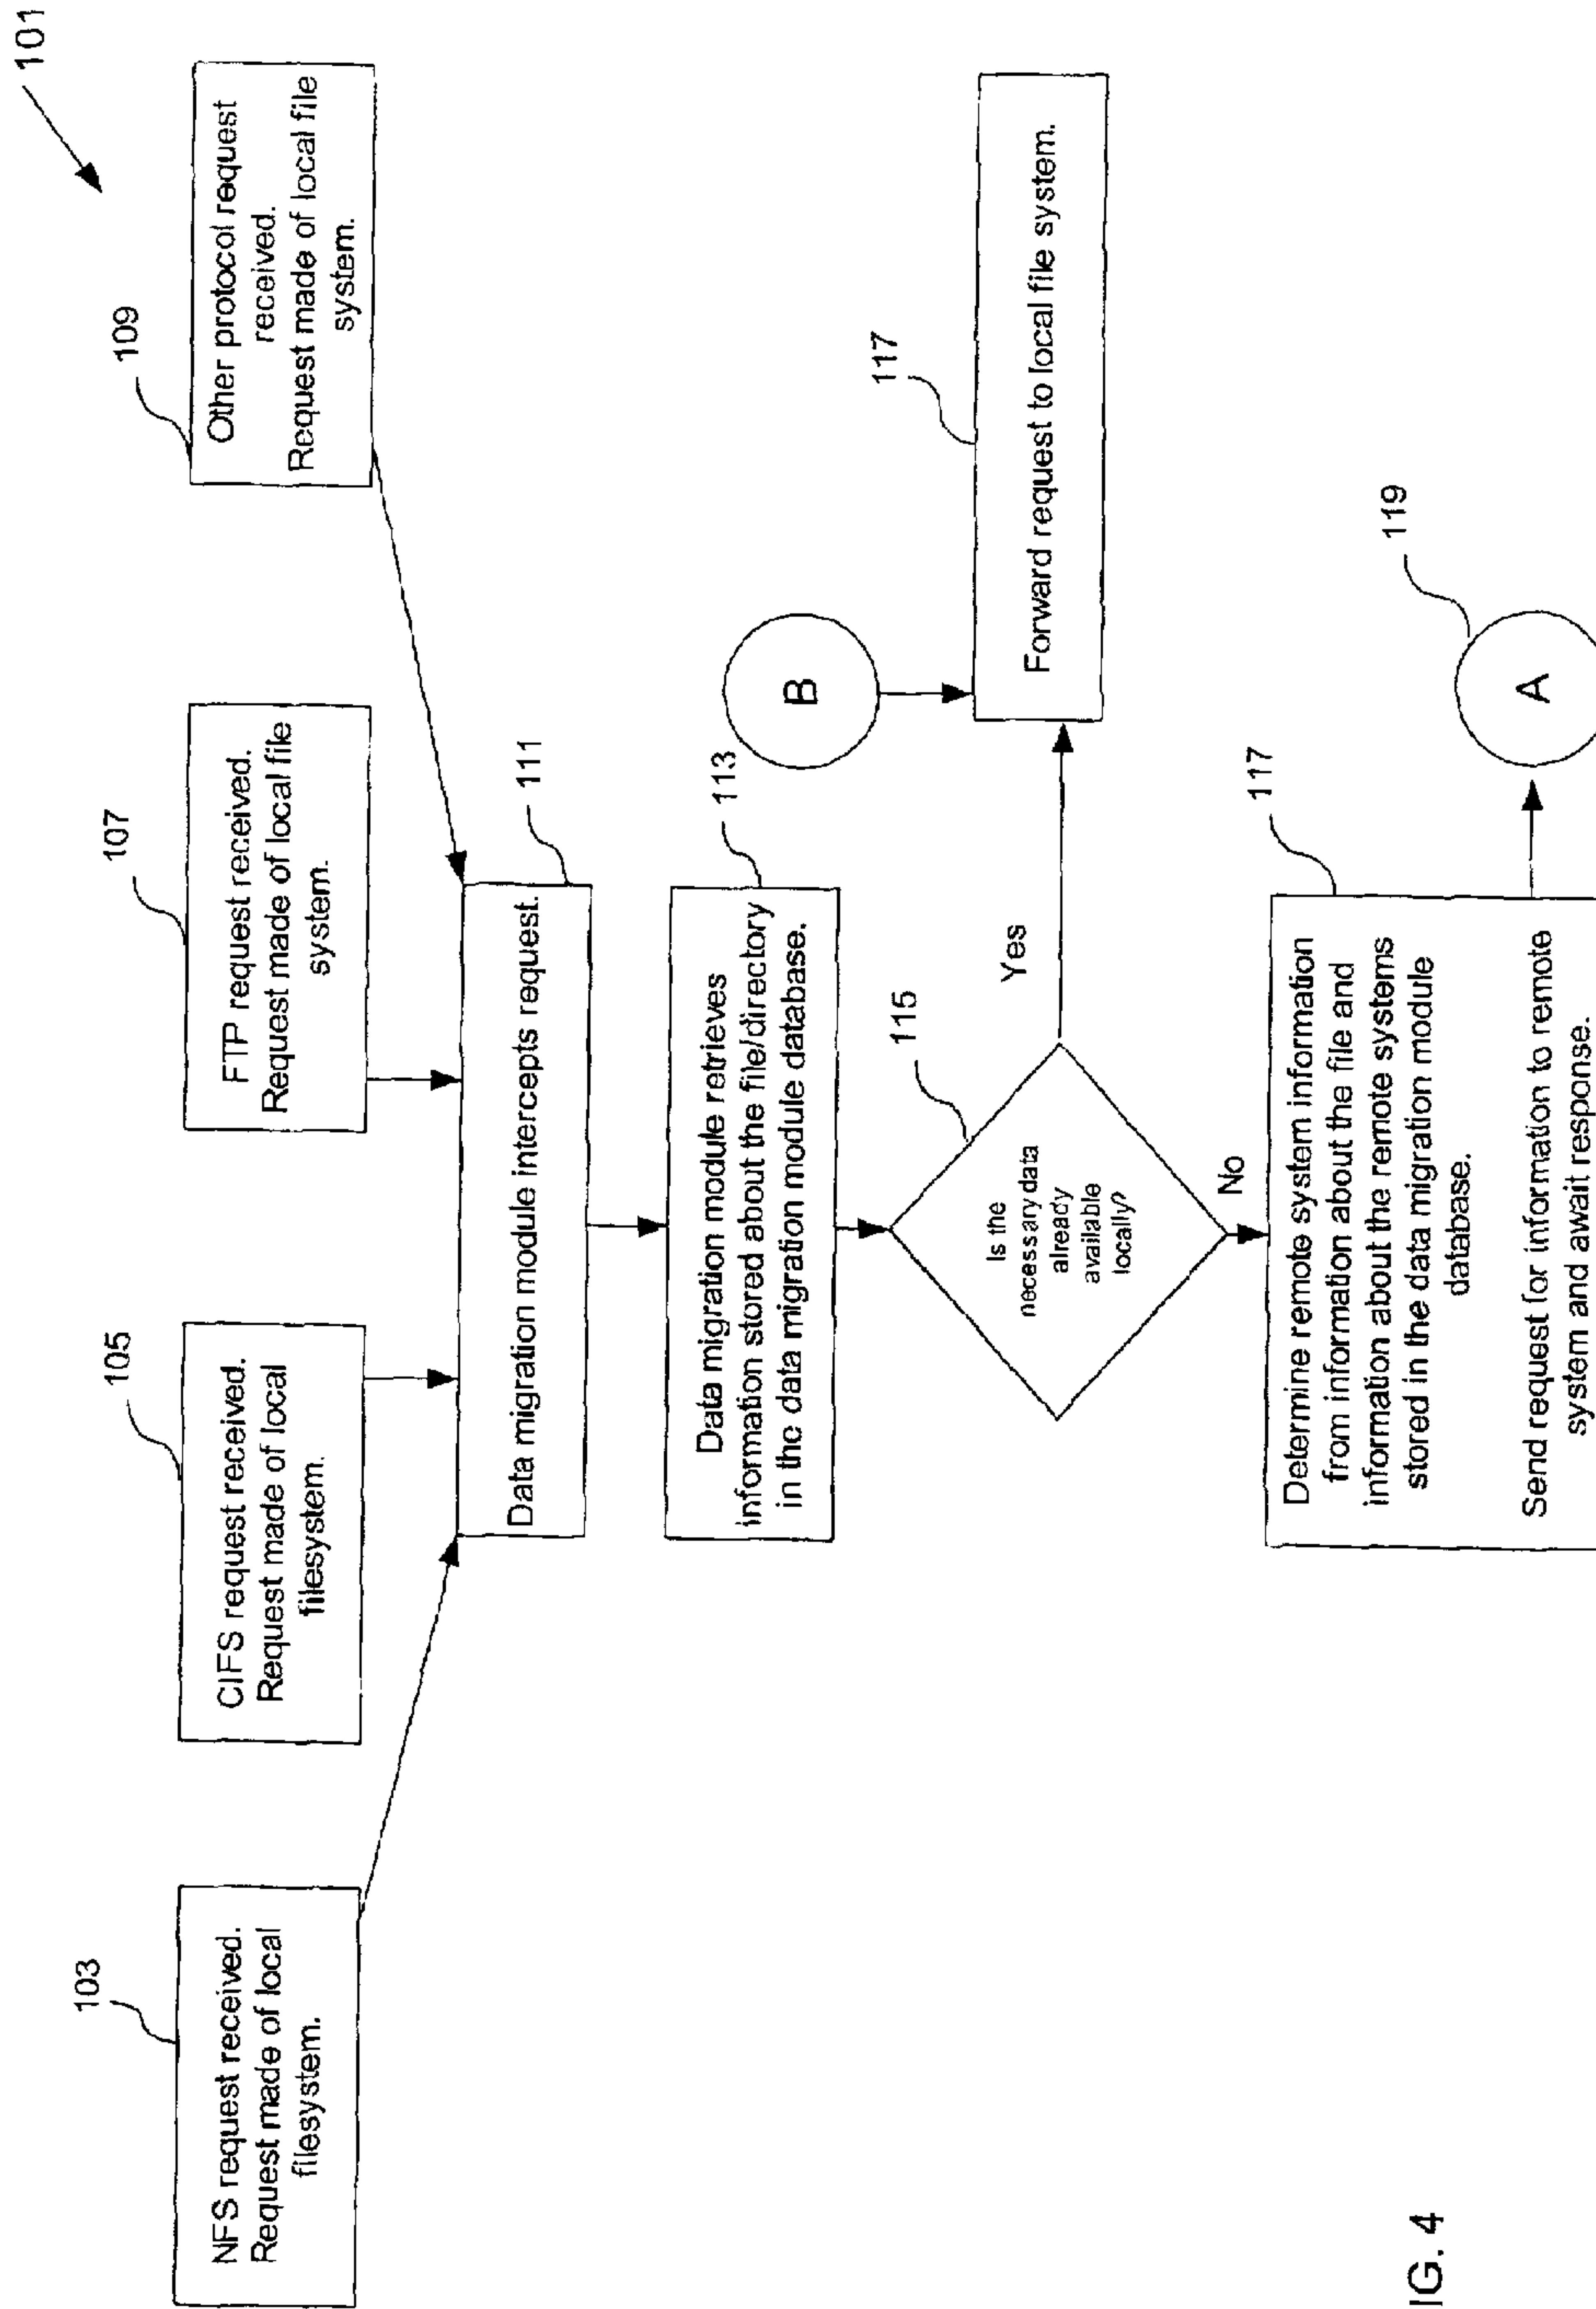 101
103
NFS request received.
Request made of local
filesystem.
105
CIFS request received.
Request made of local
filesystem.
107
FTP request received.
Request made of local file
system.
109
Other protocol request
received.
Request made of local file
system.
111
Data migration module intercepts request.
113
Data migration module retrieves
information stored about the file/directory
in the data migration module database.
115
Is the
necessary data
already
available
locally?
Yes
B
117
Forward request to local file system.
No
117
Determine remote system information
from information about the file and
information about the remote systems
stored in the data migration module
database.
Send request for information to remote
system and await response.
119
A
IG. 4